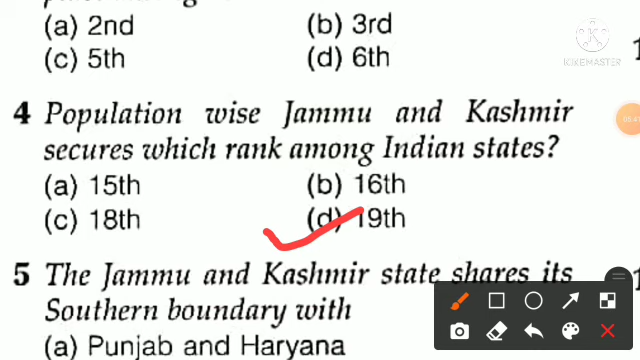 (a) 2nd (b) 3rd
(c) 5th (d) 6th
KINEMASTER
4 Population wise Jammu and Kashmir
secures which rank among Indian states?
(a) 15th (b) 16th
(c) 18th (d) 19th
5 The Jammu and Kashmir state shares its
Southern boundary with
(a) Punjab and Haryana